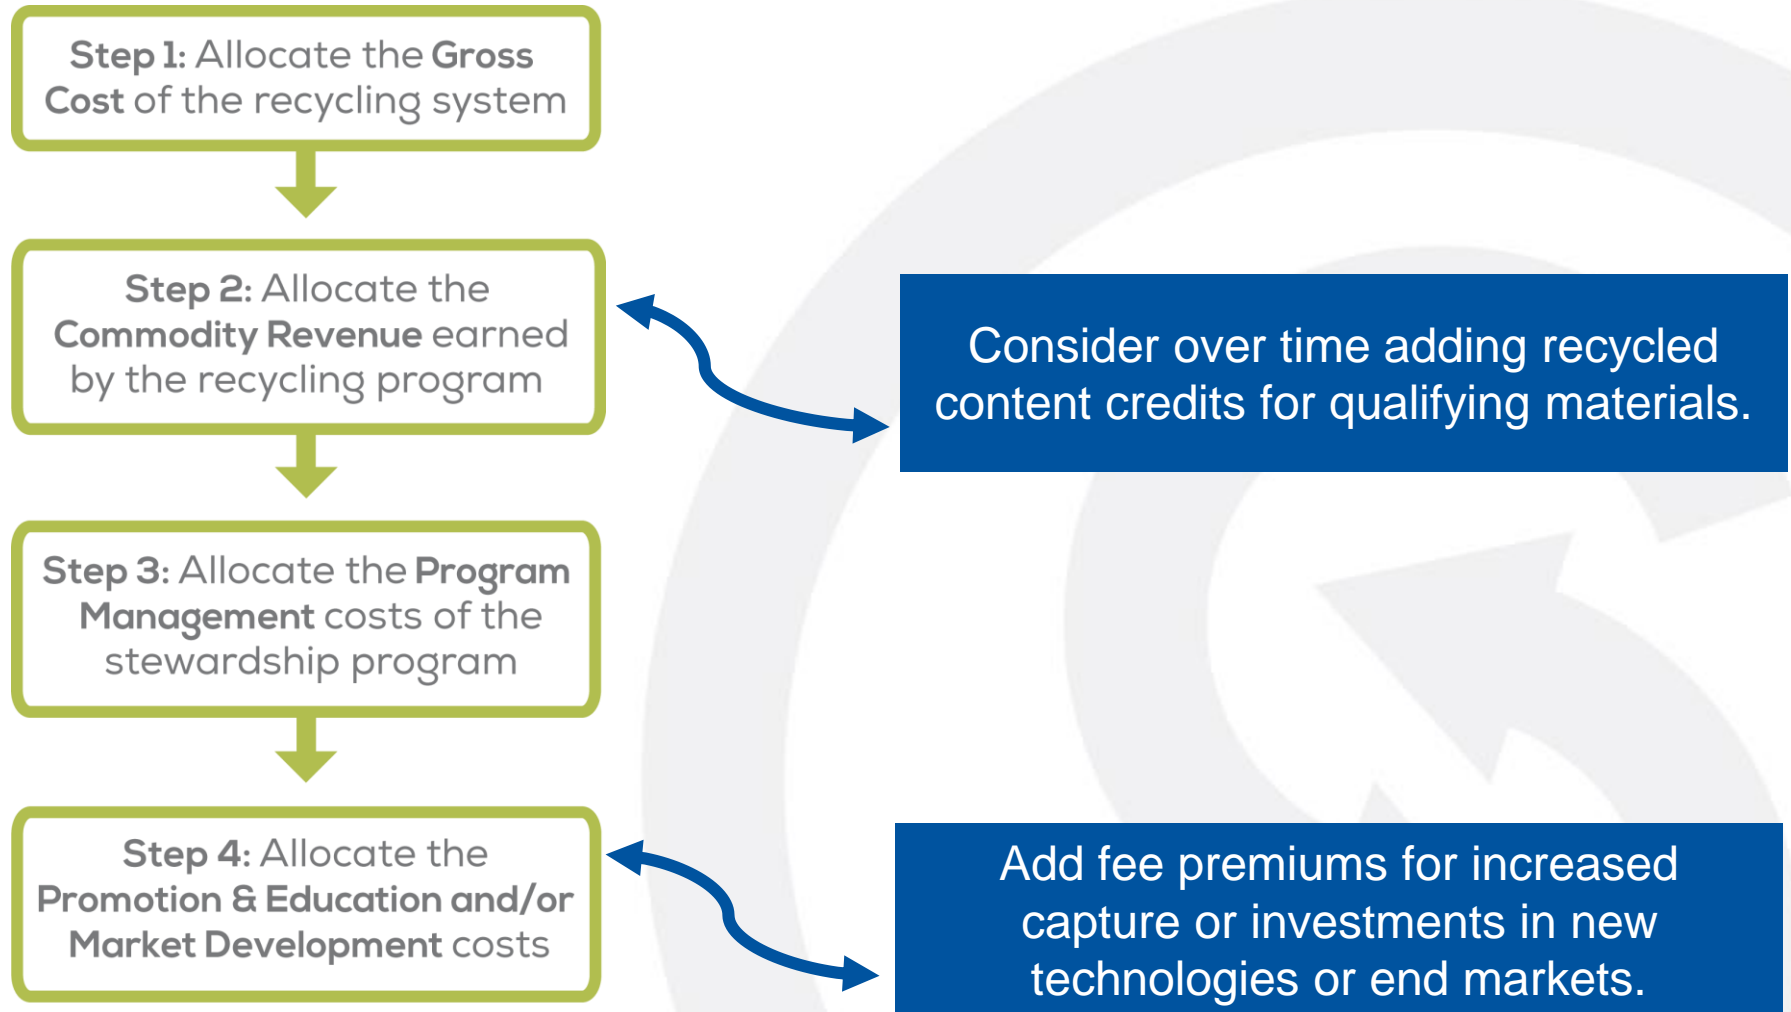 Step 1: Allocate the Gross
Cost of the recycling system
Step 2: Allocate the
Commodity Revenue earned
by the recycling program
Consider over time adding recycled
content credits for qualifying materials.
Step 3: Allocate the Program
Management costs of the
stewardship program
Step 4: Allocate the
Promotion & Education and/or
Market Development costs
Add fee premiums for increased
capture or investments in new
technologies or end markets.